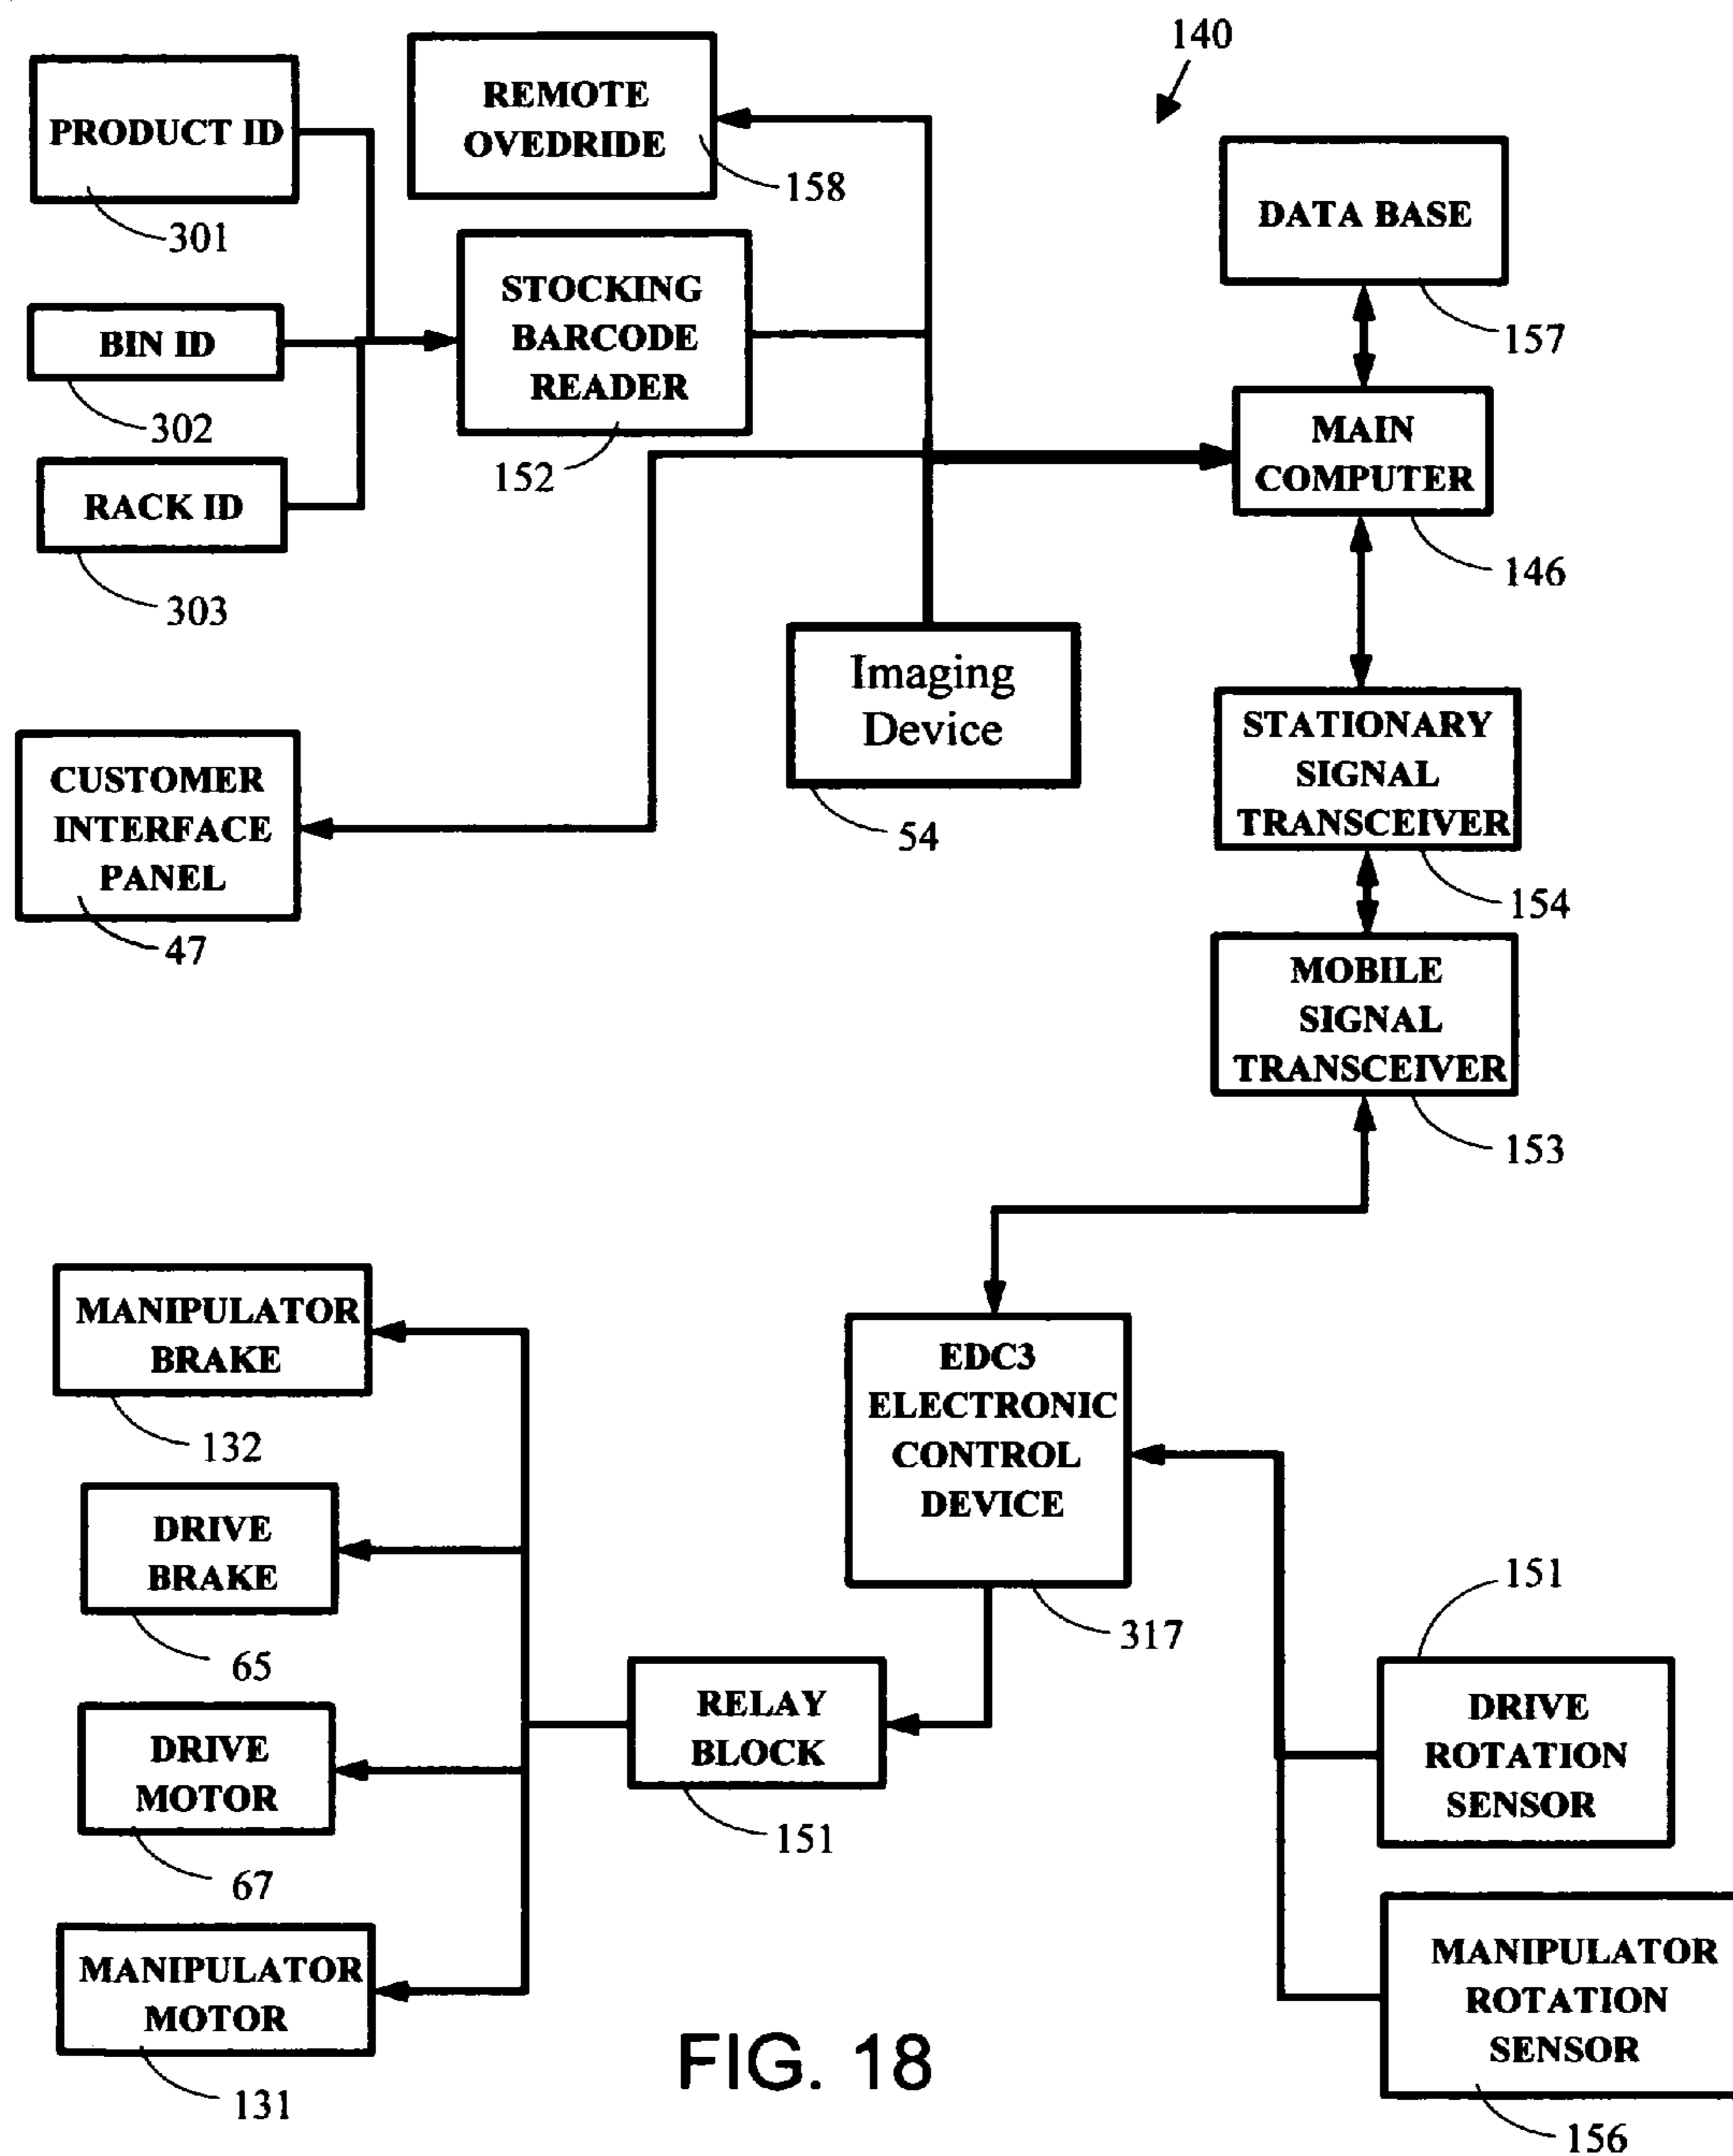 140
PRODUCT ID
301
REMOTE
OVEDRIDE
158
DATA BASE
157
BIN ID
302
STOCKING
BARCODE
READER
152
RACK ID
303
MAIN
COMPUTER
146
Imaging
Device
54
CUSTOMER
INTERFACE
PANEL
47
STATIONARY
SIGNAL
TRANSCEIVER
154
MOBILE
SIGNAL
TRANSCEIVER
153
MANIPULATOR
BRAKE
132
EDC3
ELECTRONIC
CONTROL
DEVICE
317
DRIVE
BRAKE
65
RELAY
BLOCK
151
151
DRIVE
ROTATION
SENSOR
DRIVE
MOTOR
67
MANIPULATOR
MOTOR
131
MANIPULATOR
ROTATION
SENSOR
156
FIG. 18